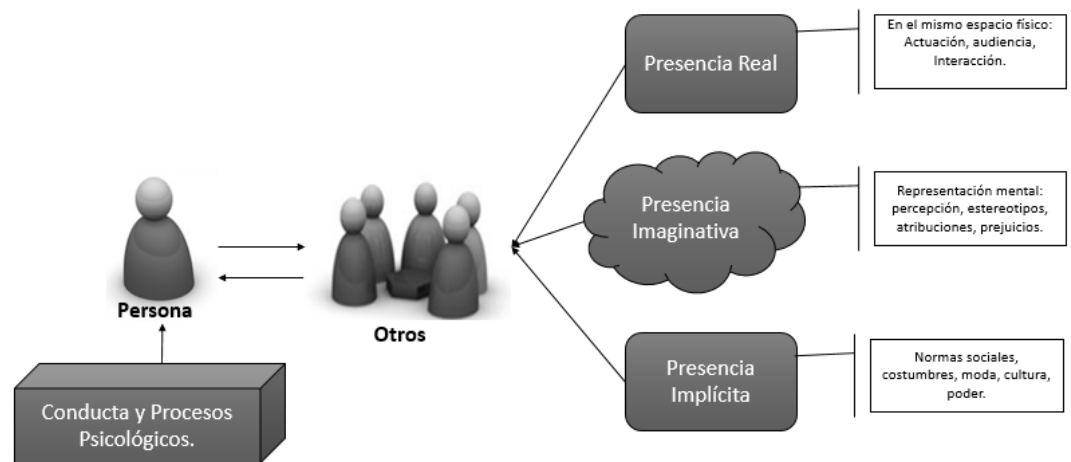 Presencia Real
En el mismo espacio físico:
Actuación, audiencia,
Interacción.
Presencia
Imaginativa
Representación mental:
percepción, estereotipos,
atribuciones, prejuicios.
Persona
Otros
Presencia
Implícita
Normas sociales,
costumbres, moda, cultura,
poder.
Conducta y Procesos
Psicológicos.